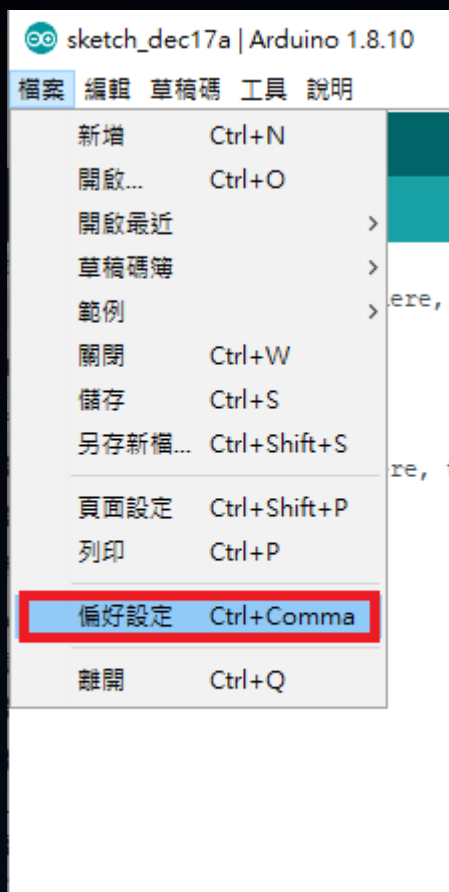 sketch_dec17a | Arduino 1.8.10
檔案 編輯 草稿碼 工具 說明
新增 Ctrl+N
開啟... Ctrl+O
開啟最近
草稿碼簿
範例
ere,
關閉 Ctrl+W
儲存 Ctrl+S
另存新檔... Ctrl+Shift+S
re, t
頁面設定 Ctrl+Shift+P
列印 Ctrl+P
偏好設定 Ctrl+Comma
離開 Ctrl+Q